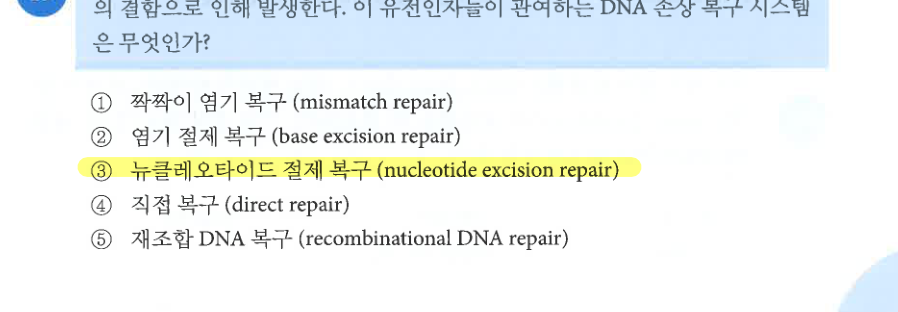 의 결함으로 인해 발생한다. 이 유전인자들이 관여하는 DNA 손상 복구 시스템
은 무엇인가?
① 짝짝이 염기 복구 (mismatch repair)
② 염기 절제 복구 (base excision repair)
③ 뉴클레오타이드 절제 복구 (nucleotide excision repair)
④ 직접 복구 (direct repair)
⑤ 재조합 DNA 복구 (recombinational DNA repair)